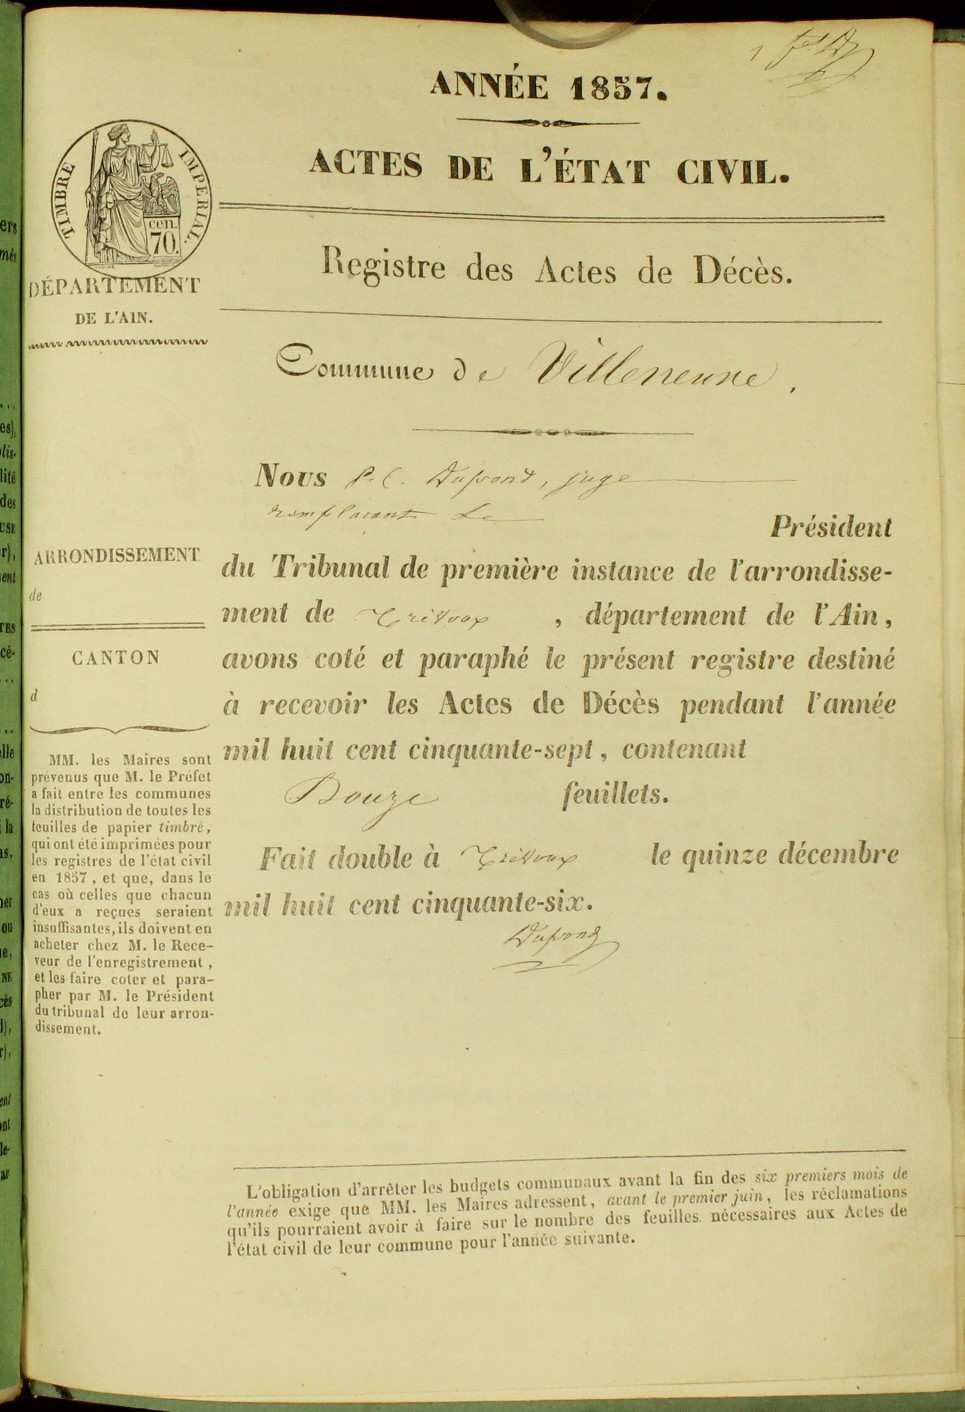 ANNÉE 1857.
ACTES DE L'ÉTAT CIVIL.
TIMBRE IMPERIAL.
cen.
70.
DÉPARTEMENT
DE L'AIN.
Registre des Actes de Décès.
Commune de Villeneuve,
Nous P. C. Dufrond, juge
remplacant Le
Président
du Tribunal de première instance de l'arrondisse-
ment de Trévoux, département de l'Ain,
avons coté et paraphé le présent registre destiné
à recevoir les Actes de Décès pendant l'année
mil huit cent cinquante-sept, contenant
Douze feuillets.
Fait double à Trévoux le quinze décembre
mil huit cent cinquante-six.
ARRONDISSEMENT
de
CANTON
d
MM. les Maires sont
prévenus que M. le Préfet
a fait entre les communes
la distribution de toutes les
feuilles de papier timbré,
qui ont été imprimées pour
les registres de l'état civil
en 1857, et que, dans le
cas où celles que chacun
d'eux a reçues seraient
insuffisantes, ils doivent en
acheter chez M. le Rece-
veur de l'enregistrement,
et les faire coter et para-
pher par M. le Président
du tribunal de leur arron-
dissement.
L'obligation d'arrêter les budgets communaux avant la fin des six premiers mois de
l'année exige que MM. les Maires adressent, avant le premier juin, les réclamations
qu'ils pourraient avoir à faire sur le nombre des feuilles nécessaires aux Actes de
l'état civil de leur commune pour l'année suivante.